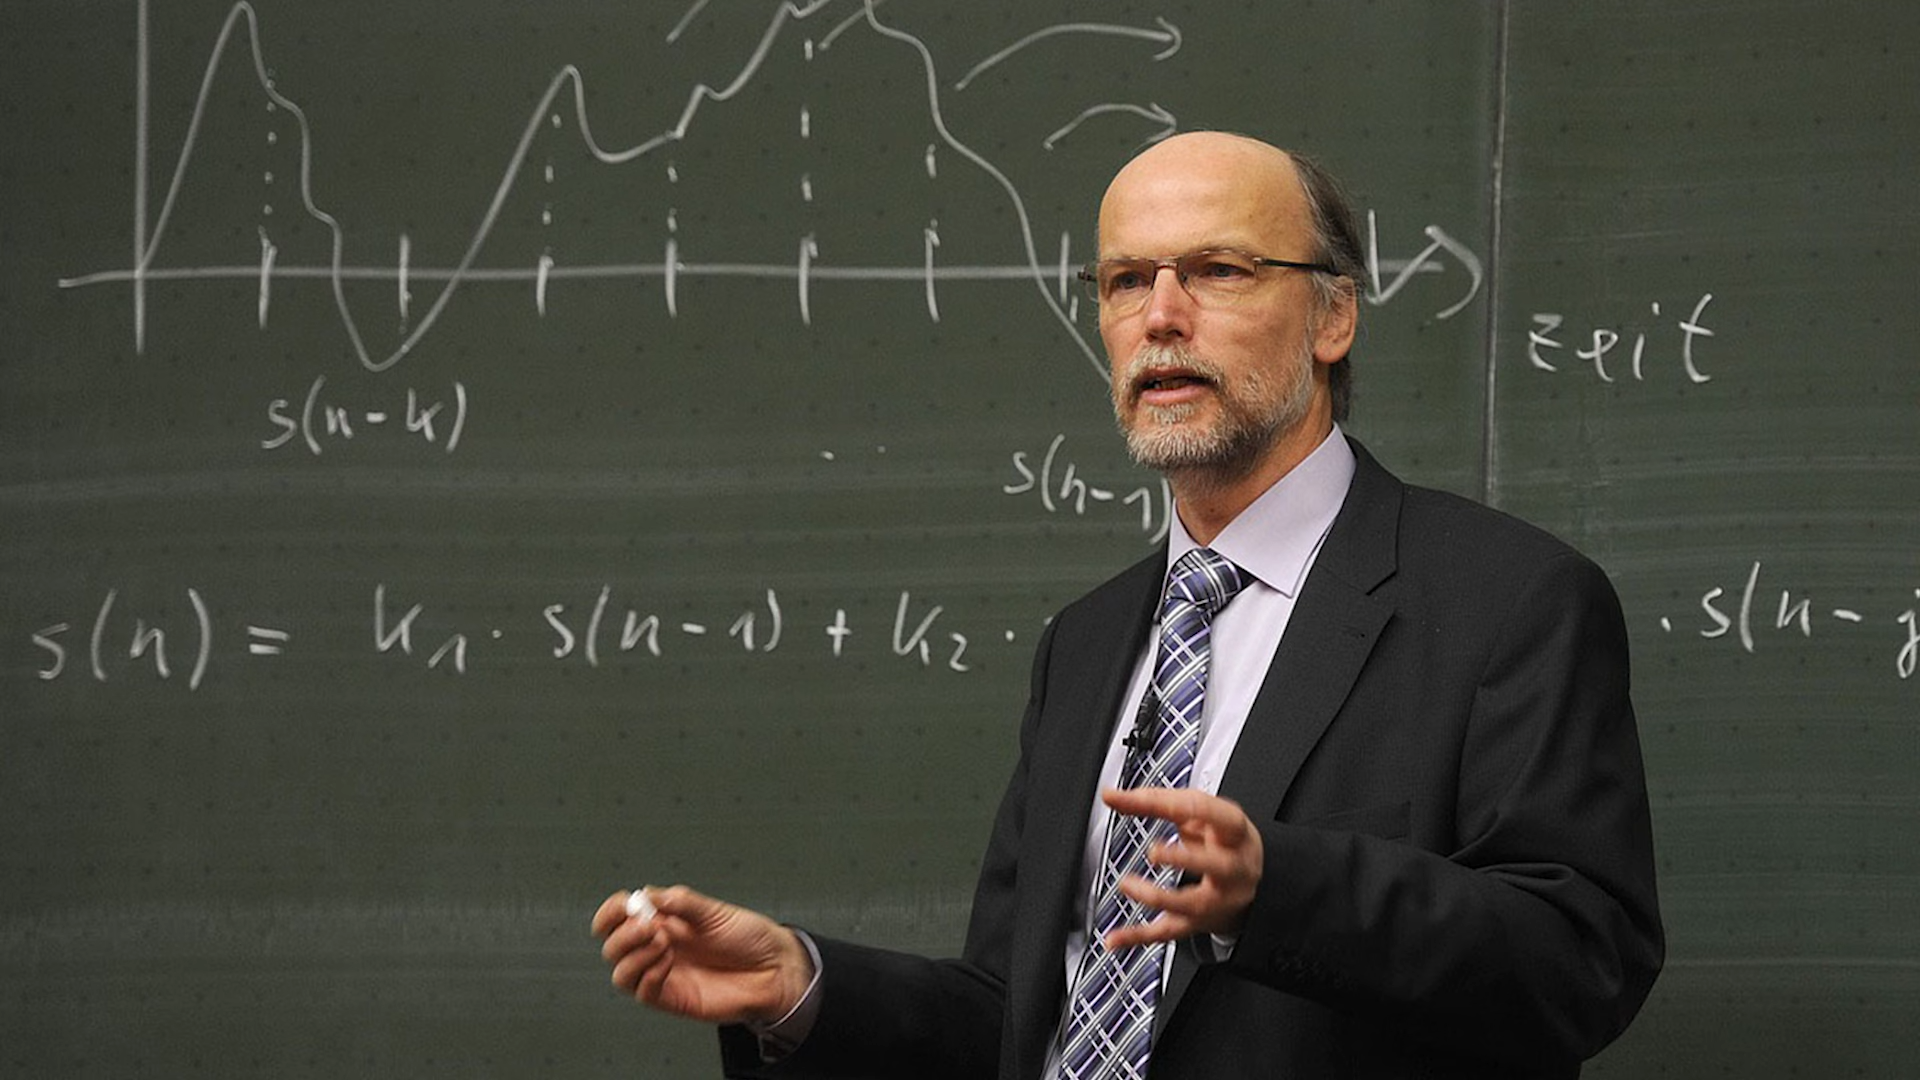 Zeit
s(n-k)
s(n-1)
s(n) = k₁ · s(n-1) + k₂ · · s(n-j